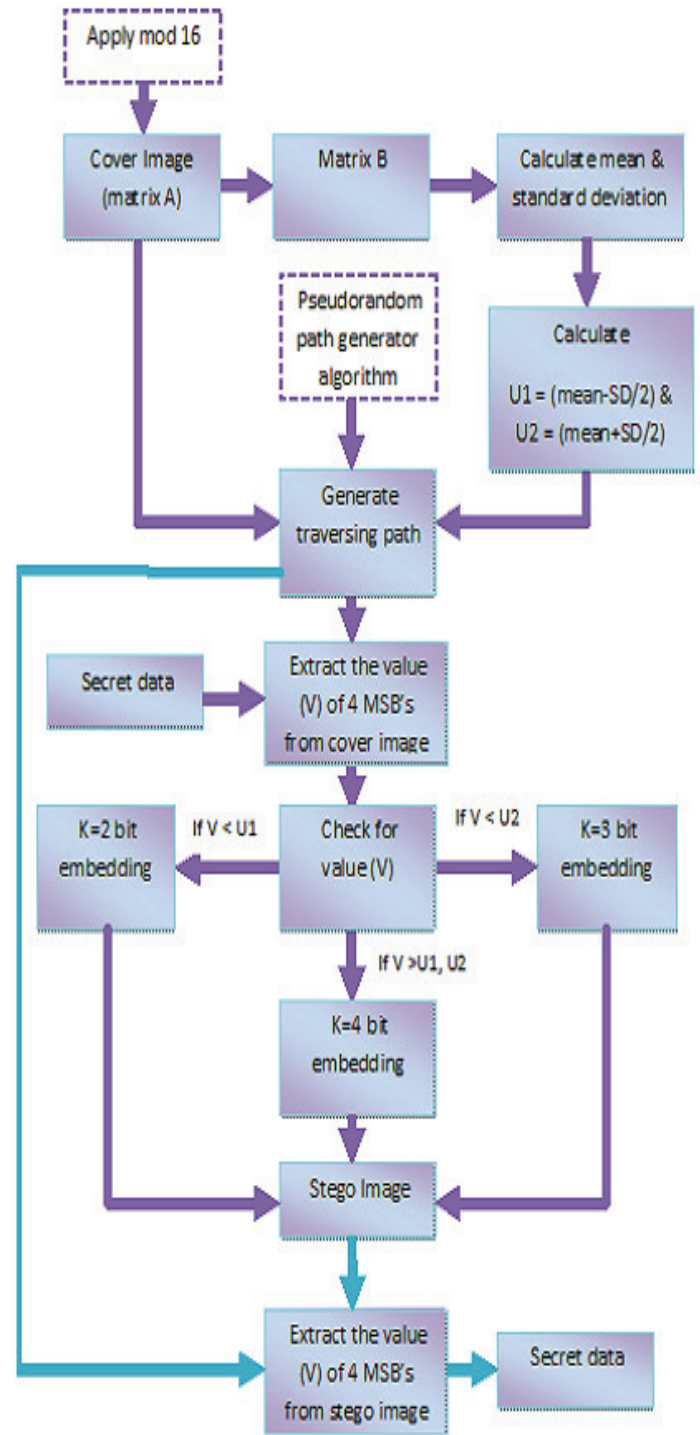 Apply mod 16
Cover Image
(matrix A)
Matrix B
Calculate mean &
standard deviation
Pseudorandom
path generator
algorithm
Calculate
U1 = (mean-SD/2) &
U2 = (mean+SD/2)
Generate
traversing path
Secret data
Extract the value
(V) of 4 MSB's
from cover image
K=2 bit
embedding
If V < U1
Check for
value (V)
If V < U2
K=3 bit
embedding
If V >U1, U2
K=4 bit
embedding
Stego Image
Extract the value
(V) of 4 MSB's
from stego image
Secret data